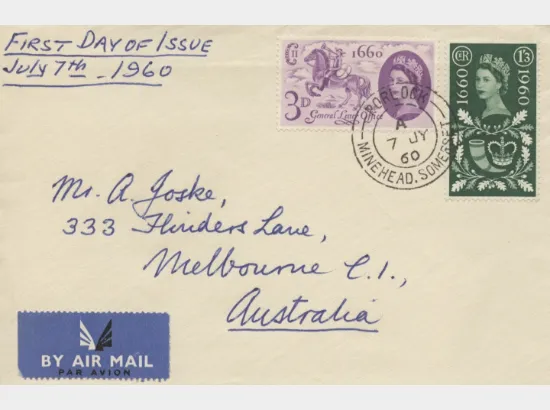 FIRST DAY OF ISSUE
JULY 7TH - 1960
1660
3D
General Letter Office
E II R
1'3
1660
1960
PORLOCK
A
7 JY
60
MINEHEAD. SOMERSET
Mr. A. Joske,
333 Flinders Lane,
Melbourne C.1.,
Australia
BY AIR MAIL
PAR AVION